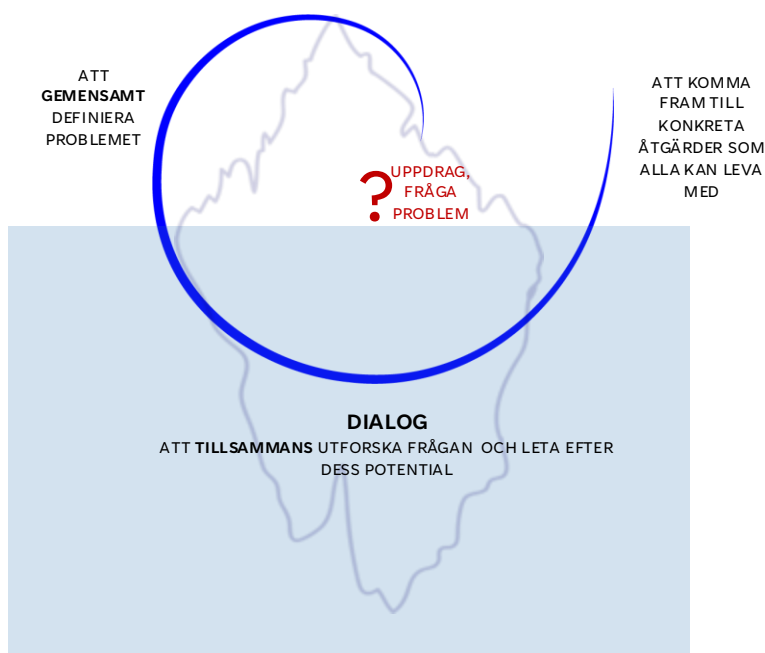 ATT
GEMENSAMT
DEFINIERA
PROBLEMET
ATT KOMMA
FRAM TILL
KONKRETA
ÅTGÄRDER SOM
ALLA KAN LEVA
MED
?
UPPDRAG,
FRÅGA
PROBLEM
DIALOG
ATT TILLSAMMANS UTFORSKA FRÅGAN OCH LETA EFTER
DESS POTENTIAL